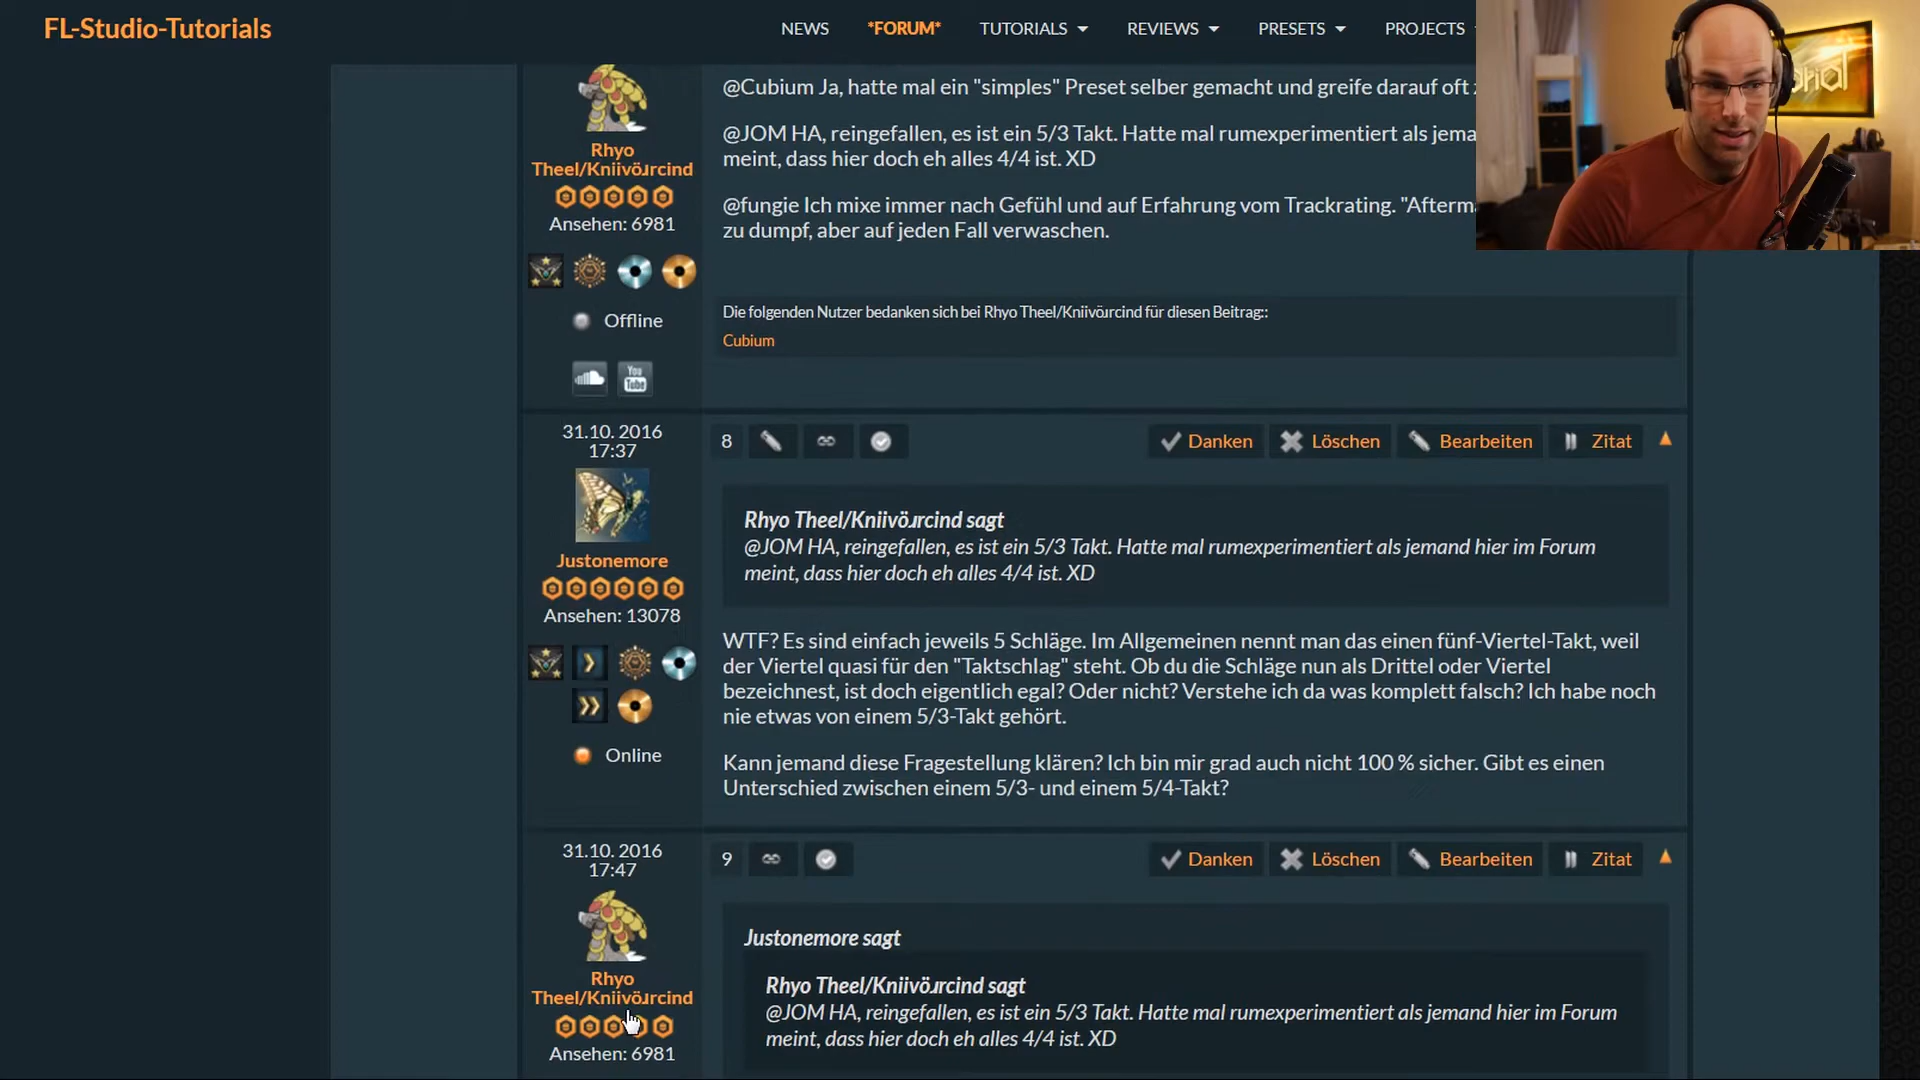 FL-Studio-Tutorials
NEWS *FORUM* TUTORIALS REVIEWS PRESETS PROJECTS
@Cubium Ja, hatte mal ein "simples" Preset selber gemacht und greife darauf oft
@JOM HA, reingefallen, es ist ein 5/3 Takt. Hatte mal rumexperimentiert als jema
meint, dass hier doch eh alles 4/4 ist. XD
@fungie Ich mixe immer nach Gefühl und auf Erfahrung vom Trackrating. "Afterma
zu dumpf, aber auf jeden Fall verwaschen.
Rhyo
Theel/Kniivöɹrcind
Ansehen: 6981
Offline
You
Tube
Die folgenden Nutzer bedanken sich bei Rhyo Theel/Kniivöɹrcind für diesen Beitrag::
Cubium
31.10. 2016
17:37
8 Danken Löschen Bearbeiten Zitat
Justonemore
Ansehen: 13078
Online
Rhyo Theel/Kniivöɹrcind sagt
@JOM HA, reingefallen, es ist ein 5/3 Takt. Hatte mal rumexperimentiert als jemand hier im Forum
meint, dass hier doch eh alles 4/4 ist. XD
WTF? Es sind einfach jeweils 5 Schläge. Im Allgemeinen nennt man das einen fünf-Viertel-Takt, weil
der Viertel quasi für den "Taktschlag" steht. Ob du die Schläge nun als Drittel oder Viertel
bezeichnest, ist doch eigentlich egal? Oder nicht? Verstehe ich da was komplett falsch? Ich habe noch
nie etwas von einem 5/3-Takt gehört.
Kann jemand diese Fragestellung klären? Ich bin mir grad auch nicht 100 % sicher. Gibt es einen
Unterschied zwischen einem 5/3- und einem 5/4-Takt?
31.10. 2016
17:47
9 Danken Löschen Bearbeiten Zitat
Rhyo
Theel/Kniivöɹrcind
Ansehen: 6981
Justonemore sagt
Rhyo Theel/Kniivöɹrcind sagt
@JOM HA, reingefallen, es ist ein 5/3 Takt. Hatte mal rumexperimentiert als jemand hier im Forum
meint, dass hier doch eh alles 4/4 ist. XD